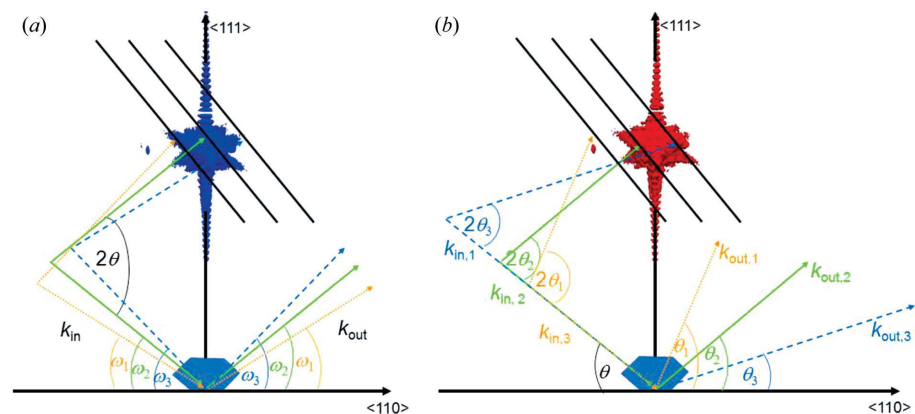 (a)
<111>
2θ
k_in
k_out
ω₁
ω₂
ω₃
ω₃
ω₂
ω₁
<110>
(b)
<111>
2θ₃
k_in,1
2θ₂
2θ₁
k_in, 2
k_in,3
k_out,1
k_out,2
k_out,3
θ
θ₁
θ₂
θ₃
<110>